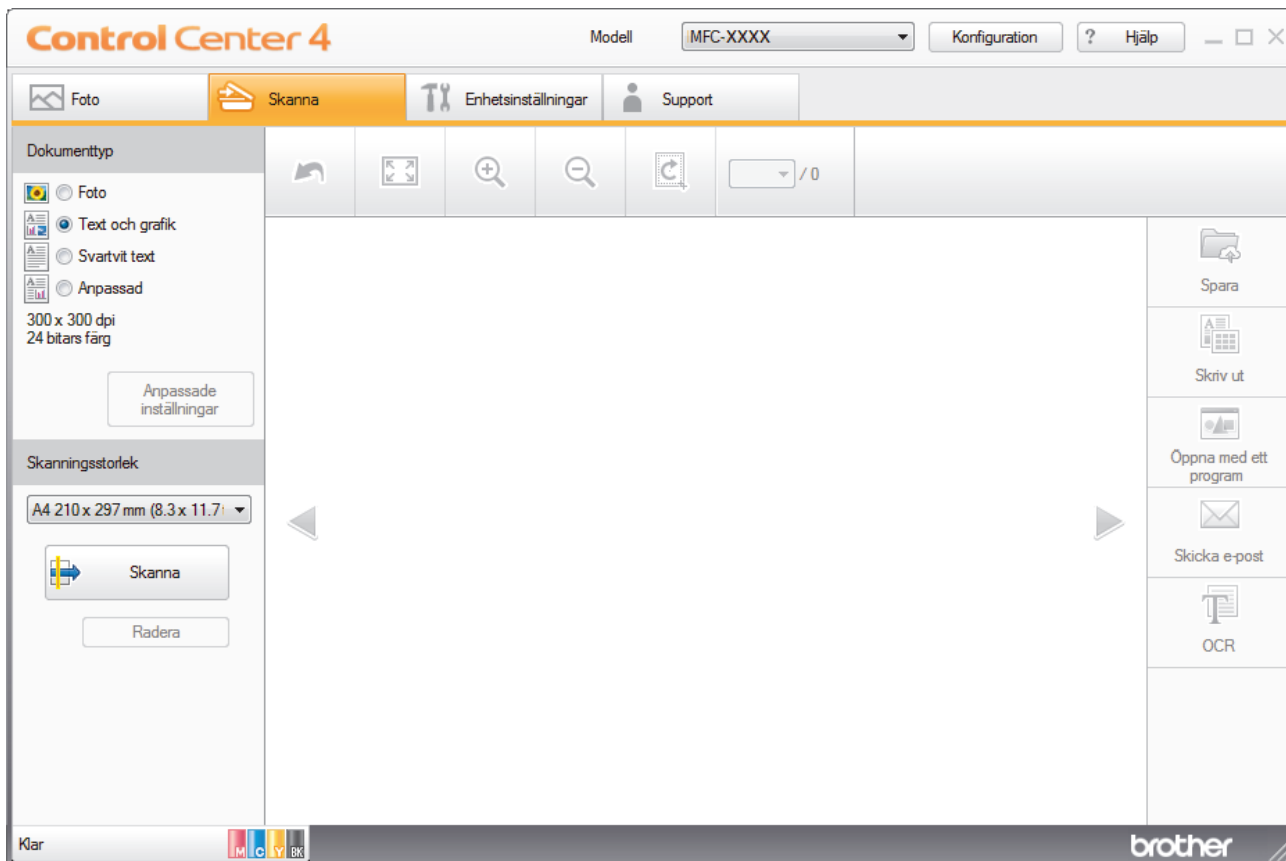 Control Center 4
Modell
MFC-XXXX
Konfiguration
? Hjälp
Foto
Skanna
Enhetsinställningar
Support
Dokumenttyp
Foto
Text och grafik
Svartvit text
Anpassad
300 x 300 dpi
24 bitars färg
Anpassade
inställningar
Skanningsstorlek
A4 210 x 297 mm (8.3 x 11.7
Skanna
Radera
/ 0
Spara
Skriv ut
Öppna med ett
program
Skicka e-post
OCR
Klar
M C Y BK
brother